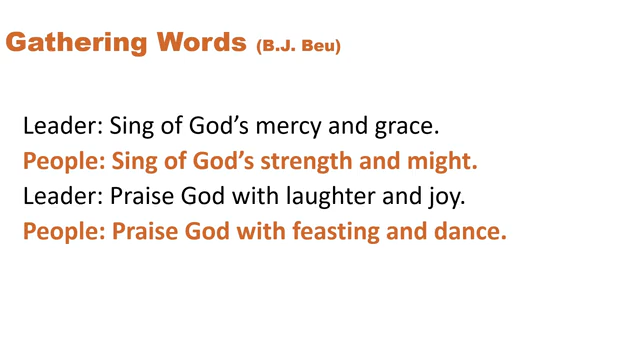 Gathering Words (B.J. Beu)
Leader: Sing of God’s mercy and grace.
People: Sing of God’s strength and might.
Leader: Praise God with laughter and joy.
People: Praise God with feasting and dance.